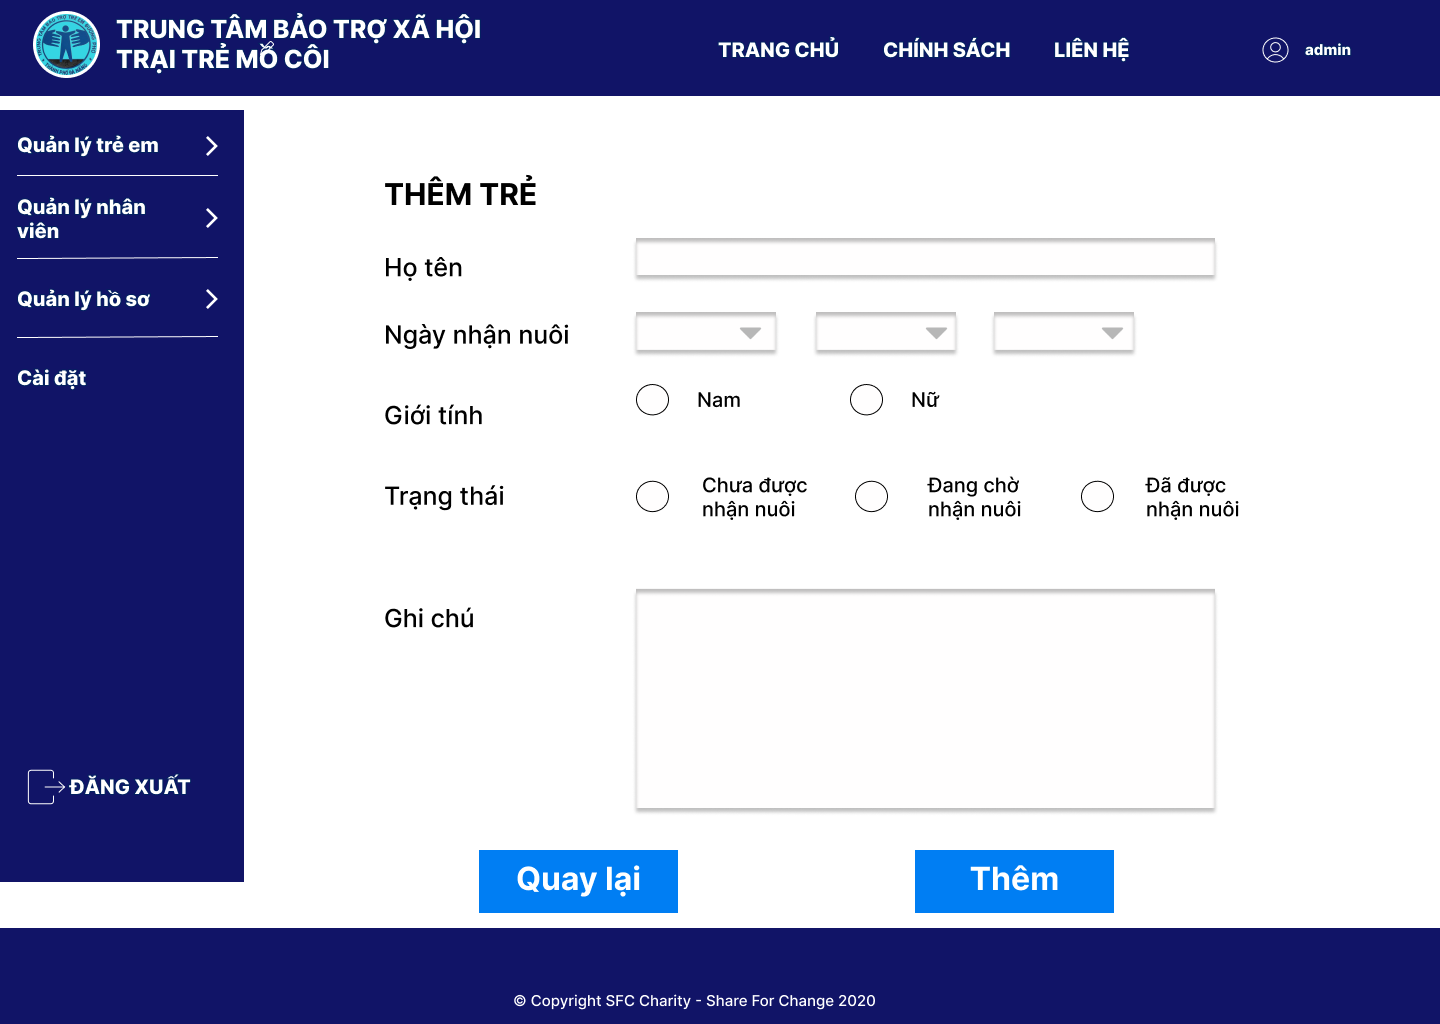 TRUNG TÂM BẢO TRỢ XÃ HỘI
TRẠI TRẺ MỒ CÔI
TRANG CHỦ
CHÍNH SÁCH
LIÊN HỆ
admin
Quản lý trẻ em
Quản lý nhân
viên
Quản lý hồ sơ
Cài đặt
ĐĂNG XUẤT
THÊM TRẺ
Họ tên
Ngày nhận nuôi
Giới tính
Nam
Nữ
Trạng thái
Chưa được
nhận nuôi
Đang chờ
nhận nuôi
Đã được
nhận nuôi
Ghi chú
Quay lại
Thêm
© Copyright SFC Charity - Share For Change 2020